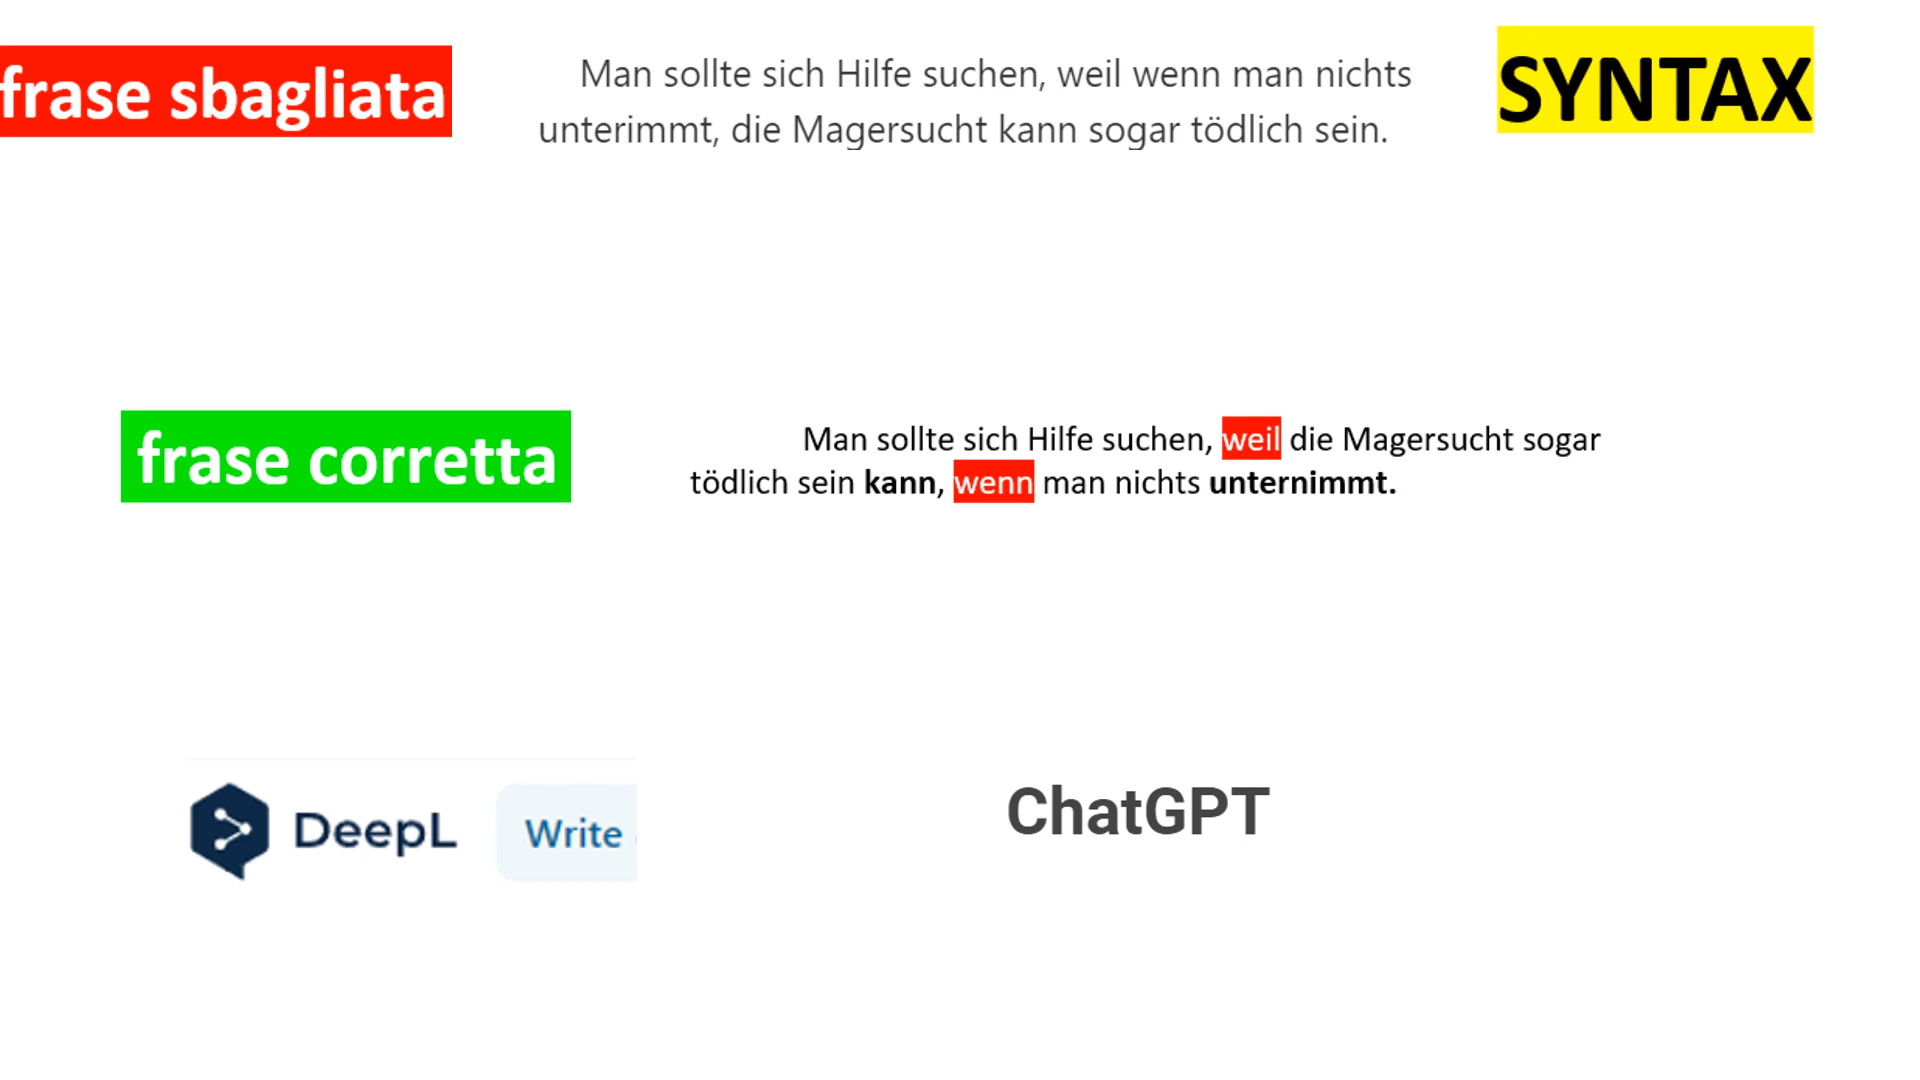 frase sbagliata
Man sollte sich Hilfe suchen, weil wenn man nichts
unterimmt, die Magersucht kann sogar tödlich sein.
SYNTAX
frase corretta
Man sollte sich Hilfe suchen, weil die Magersucht sogar
tödlich sein kann, wenn man nichts unternimmt.
DeepL
Write
ChatGPT